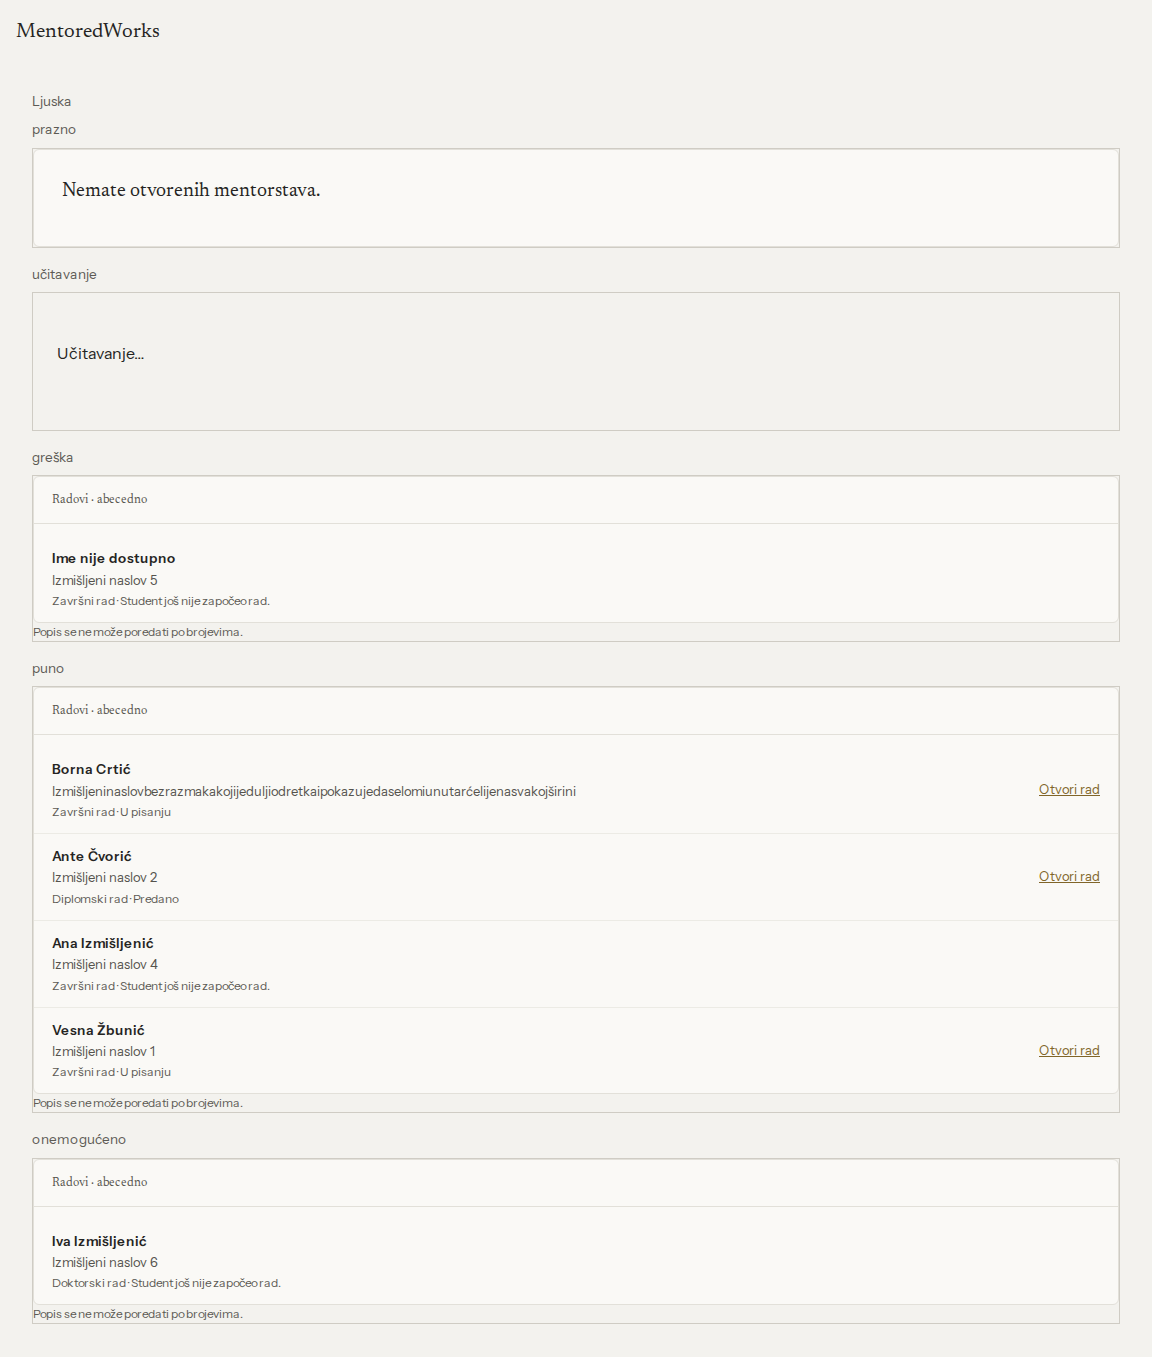 MentoredWorks
Ljuska
prazno
Nemate otvorenih mentorstava.
učitavanje
Učitavanje…
greška
Radovi · abecedno
Ime nije dostupno
Izmišljeni naslov 5
Završni rad · Student još nije započeo rad.
Popis se ne može poredati po brojevima.
puno
Radovi · abecedno
Borna Crtić
Izmišljeninaslovbezrazmakakojijeduljiodretkaipokazujedaselomiunutarćelijenasvakojširini
Završni rad · U pisanju
Otvori rad
Ante Čvorić
Izmišljeni naslov 2
Diplomski rad · Predano
Otvori rad
Ana Izmišljenić
Izmišljeni naslov 4
Završni rad · Student još nije započeo rad.
Vesna Žbunić
Izmišljeni naslov 1
Završni rad · U pisanju
Otvori rad
Popis se ne može poredati po brojevima.
onemogućeno
Radovi · abecedno
Iva Izmišljenić
Izmišljeni naslov 6
Doktorski rad · Student još nije započeo rad.
Popis se ne može poredati po brojevima.